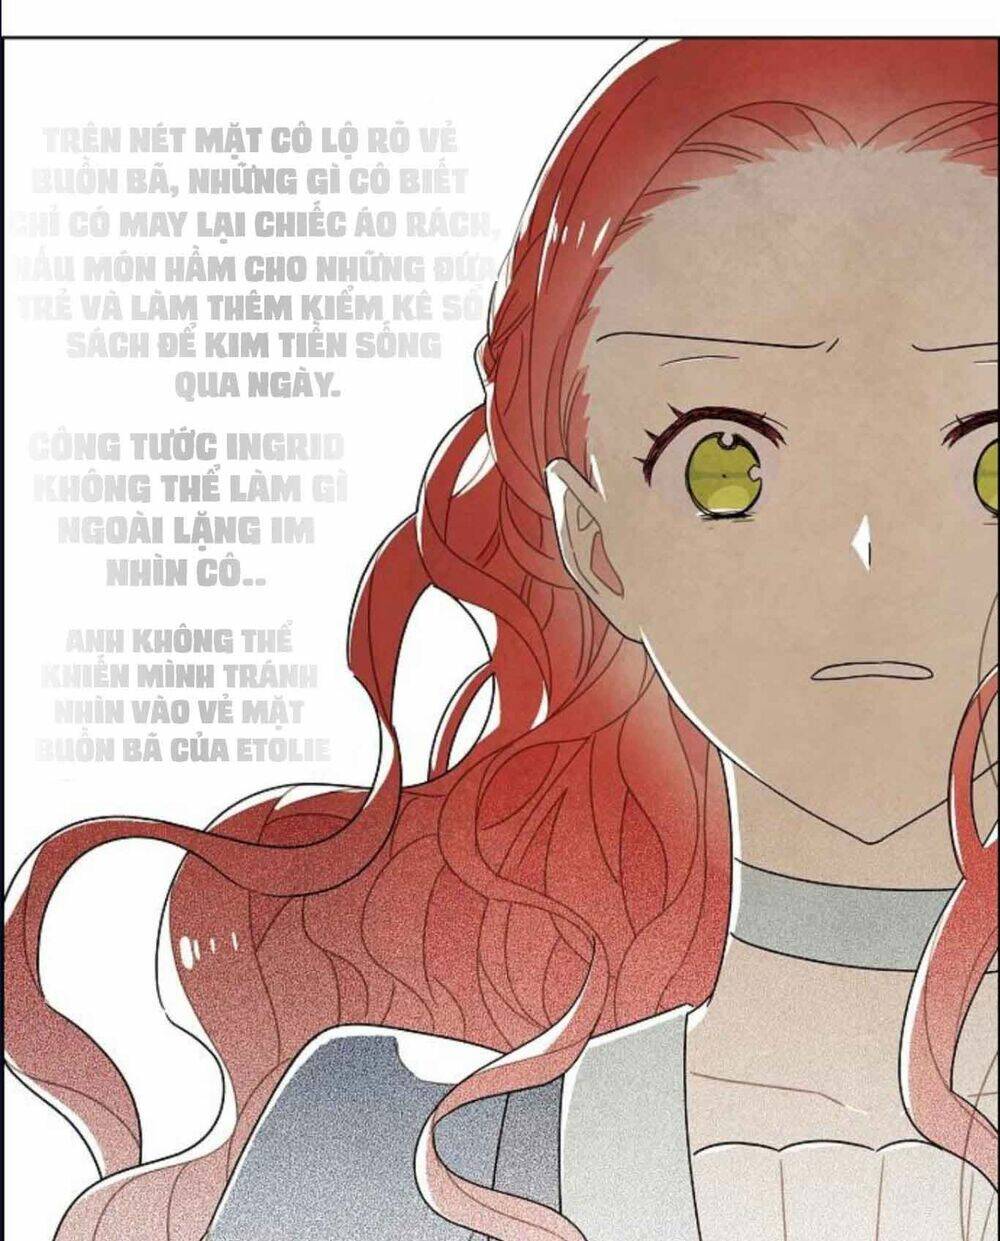 TRÊN NÉT MẶT CÔ LỘ RÕ VẺ
BUỒN BÃ, NHỮNG GÌ CÔ BIẾT
CHỈ CÓ MAY LẠI CHIẾC ÁO RÁCH,
NẤU MÓN HẦM CHO NHỮNG ĐỨA
TRẺ VÀ LÀM THÊM KIỂM KÊ SỔ
SÁCH ĐỂ KIM TIỀN SỐNG
QUA NGÀY.
CÔNG TƯỚC INGRID
KHÔNG THỂ LÀM GÌ
NGOÀI LẶNG IM
NHÌN CÔ..
ANH KHÔNG THỂ
KHIẾN MÌNH TRÁNH
NHÌN VÀO VẺ MẶT
BUỒN BÃ CỦA ETOLIE